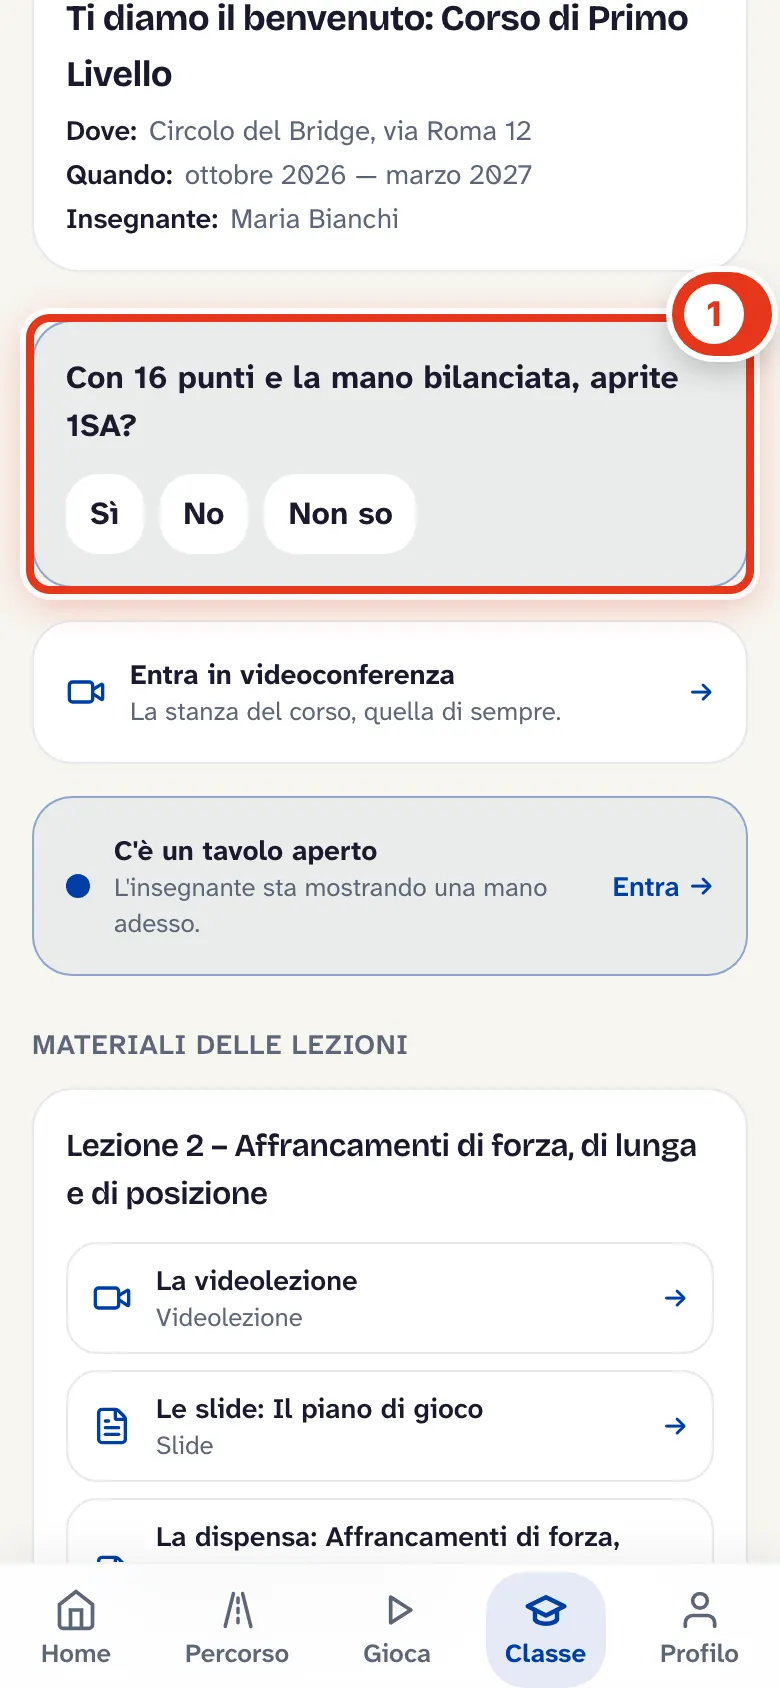 Ti diamo il benvenuto: Corso di Primo
Livello
Dove: Circolo del Bridge, via Roma 12
Quando: ottobre 2026 — marzo 2027
Insegnante: Maria Bianchi
1
Con 16 punti e la mano bilanciata, aprite
1SA?
Sì No Non so
Entra in videoconferenza
La stanza del corso, quella di sempre.
C'è un tavolo aperto
L'insegnante sta mostrando una mano
adesso.
Entra
MATERIALI DELLE LEZIONI
Lezione 2 – Affrancamenti di forza, di lunga
e di posizione
La videolezione
Videolezione
Le slide: Il piano di gioco
Slide
La dispensa: Affrancamenti di forza,
Home Percorso Gioca Classe Profilo